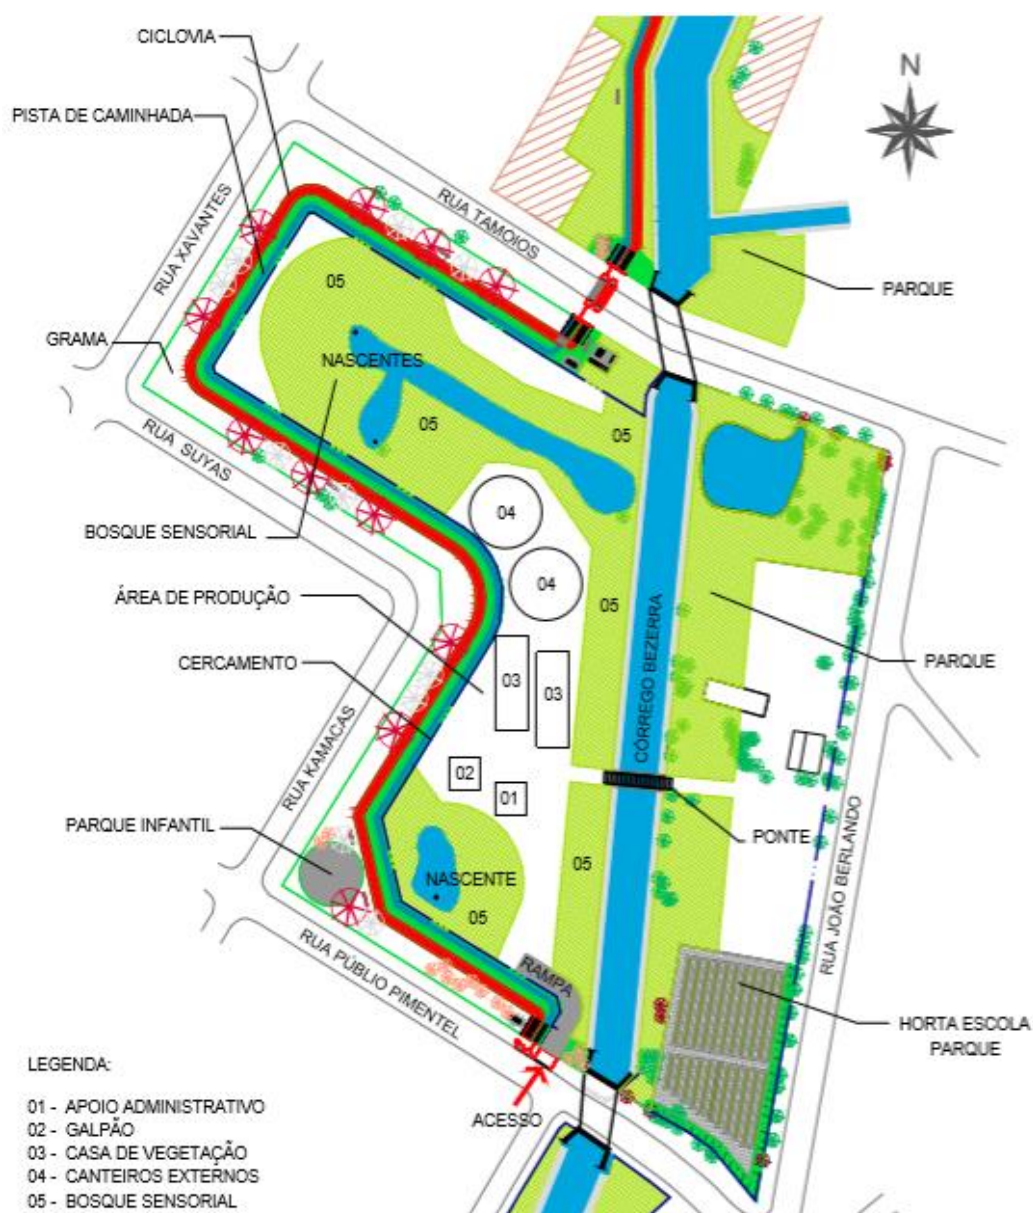 CICLOVIA
N
PISTA DE CAMINHADA
RUA TAMOIOS
RUA XAVANTES
05
PARQUE
GRAMA
NASCENTES
05
05
RUA SUYAS
04
BOSQUE SENSORIAL
04
ÁREA DE PRODUÇÃO
05
CÓRREGO BEZERRA
PARQUE
CERCAMENTO
03
03
RUA KAMACAS
02
01
PARQUE INFANTIL
PONTE
05
NASCENTE
RUA JOÃO BERLANDO
05
RUA PÚBLIO PIMENTEL
RAMPA
HORTA ESCOLA
PARQUE
ACESSO
LEGENDA:
01 - APOIO ADMINISTRATIVO
02 - GALPÃO
03 - CASA DE VEGETAÇÃO
04 - CANTEIROS EXTERNOS
05 - BOSQUE SENSORIAL